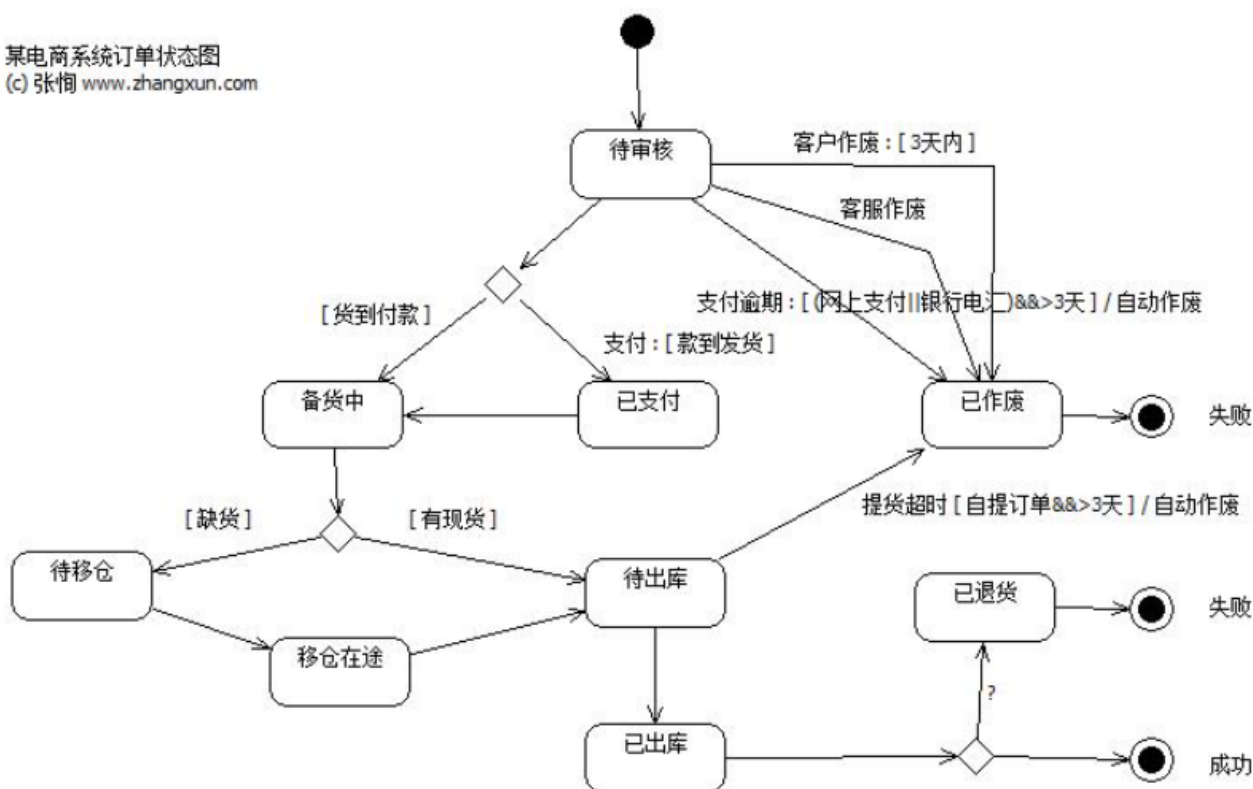 某电商系统订单状态图
(c) 张恂 www.zhangxun.com
待审核
客户作废 : [ 3天内 ]
客服作废
[ 货到付款 ]
支付逾期 : [ (网上支付||银行电汇)&&>3天 ] / 自动作废
支付 : [ 款到发货 ]
备货中
已支付
已作废
失败
[ 缺货 ]
[ 有现货 ]
提货超时 [ 自提订单&&>3天 ] / 自动作废
待移仓
待出库
已退货
失败
移仓在途
?
已出库
成功